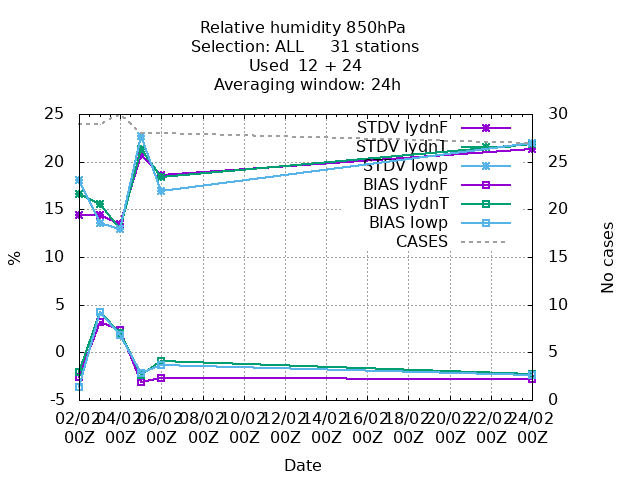 Relative humidity 850hPa
Selection: ALL 31 stations
Used 12 + 24
Averaging window: 24h
25
20
15
10
5
0
-5
%
30
25
20
15
10
5
0
No cases
STDV lydnF
STDV lydnT
STDV lowp
BIAS lydnF
BIAS lydnT
BIAS lowp
CASES
02/02 04/02 06/02 08/02 10/02 12/02 14/02 16/02 18/02 20/02 22/02 24/02
00Z 00Z 00Z 00Z 00Z 00Z 00Z 00Z 00Z 00Z 00Z 00Z
Date